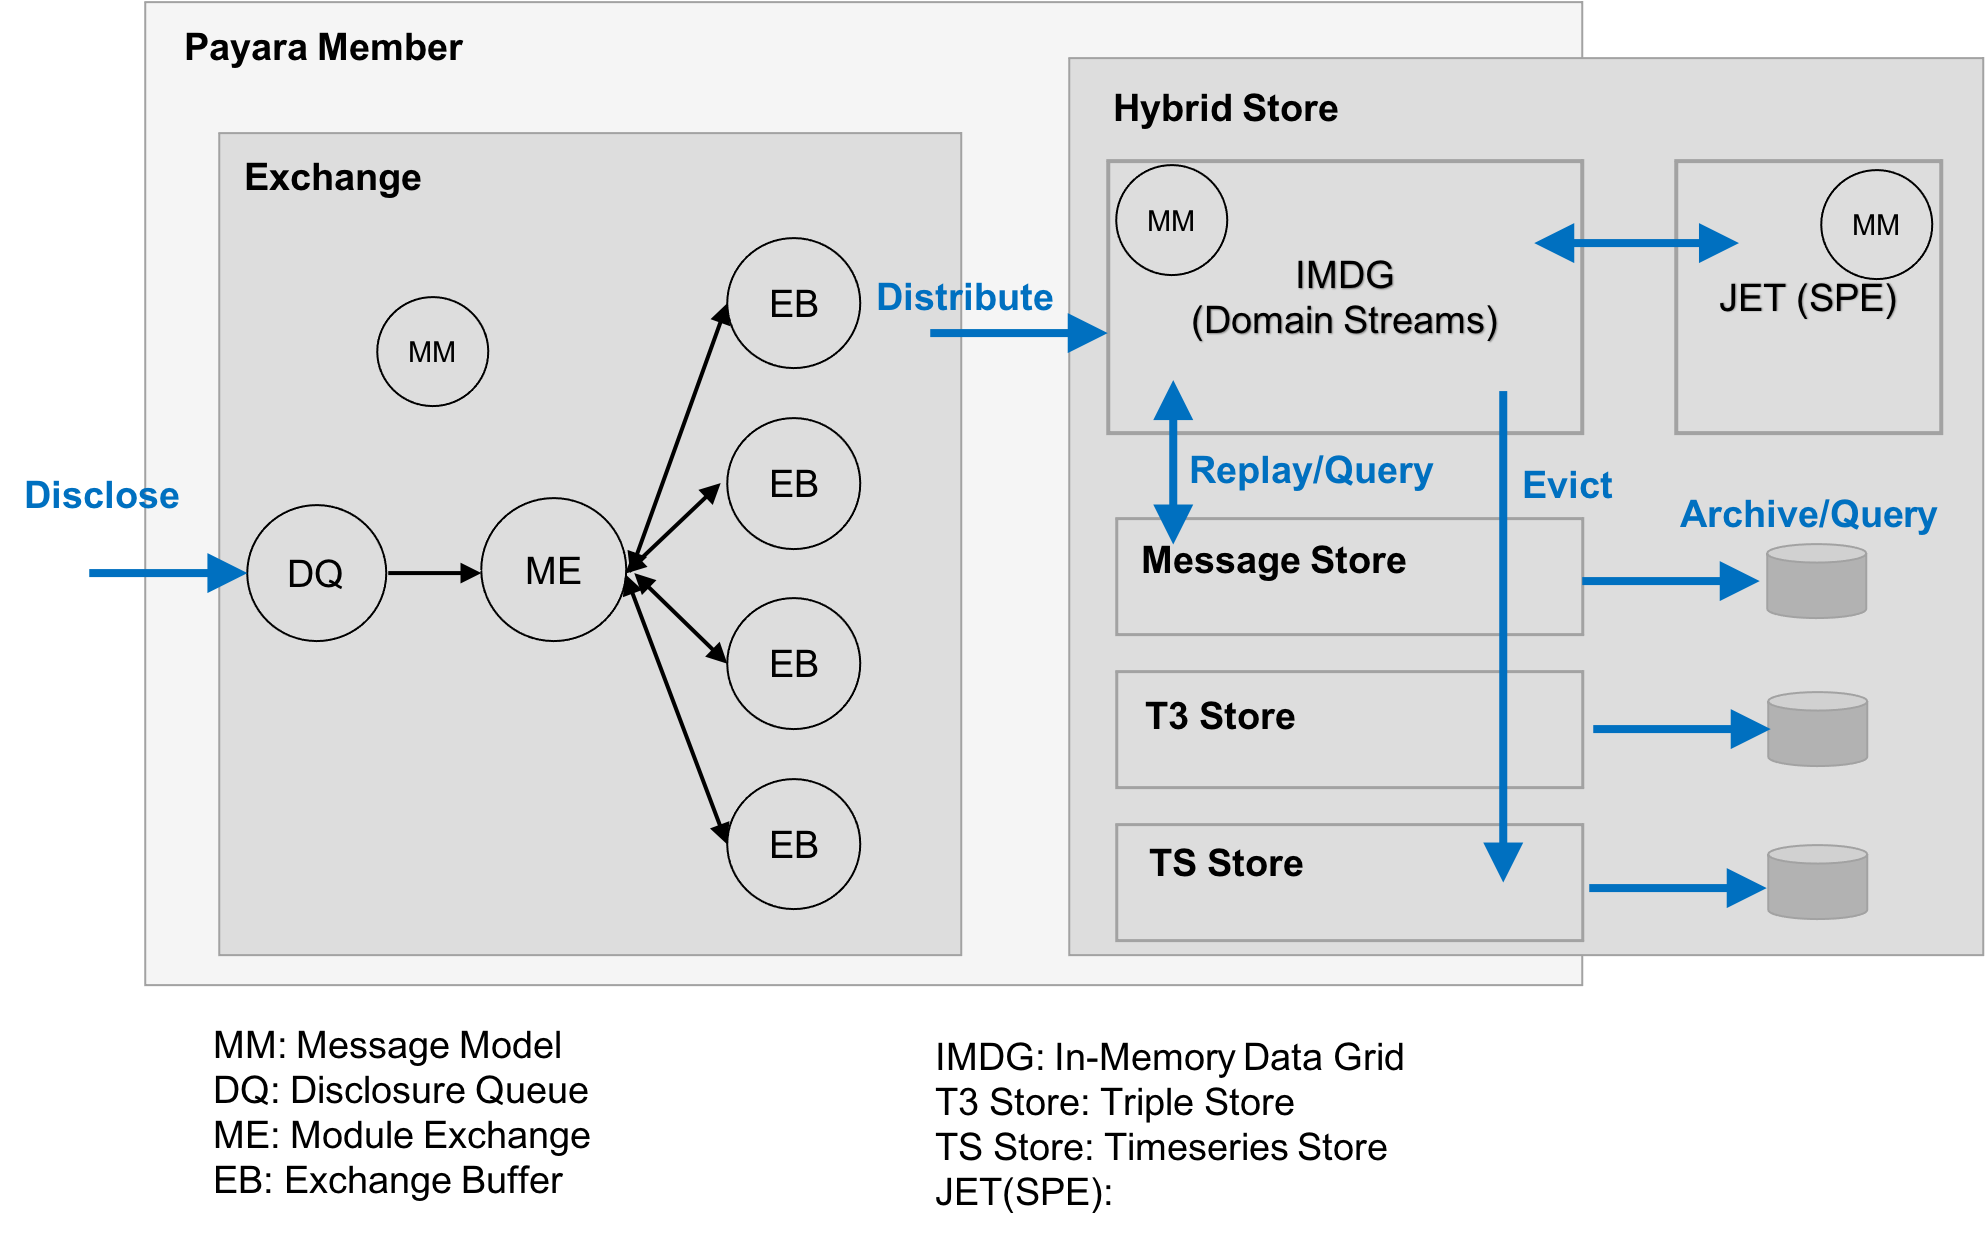 Payara Member
Hybrid Store
Exchange
MM
MM
MM
IMDG
(Domain Streams)
JET (SPE)
EB
Distribute
EB
Replay/Query
Evict
Archive/Query
Disclose
DQ
ME
Message Store
EB
T3 Store
EB
TS Store
MM: Message Model
DQ: Disclosure Queue
ME: Module Exchange
EB: Exchange Buffer
IMDG: In-Memory Data Grid
T3 Store: Triple Store
TS Store: Timeseries Store
JET(SPE):